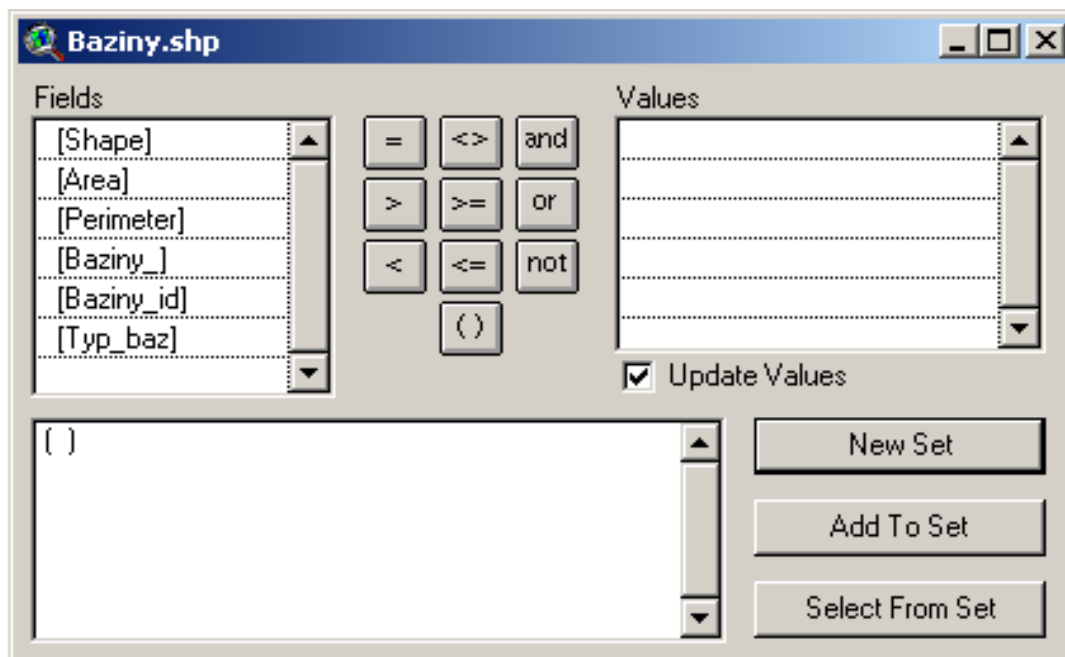 Baziny.shp
Fields
[Shape]
[Area]
[Perimeter]
[Baziny_]
[Baziny_id]
[Typ_baz]
= <> and
> >= or
< <= not
()
Values
Update Values
( )
New Set
Add To Set
Select From Set